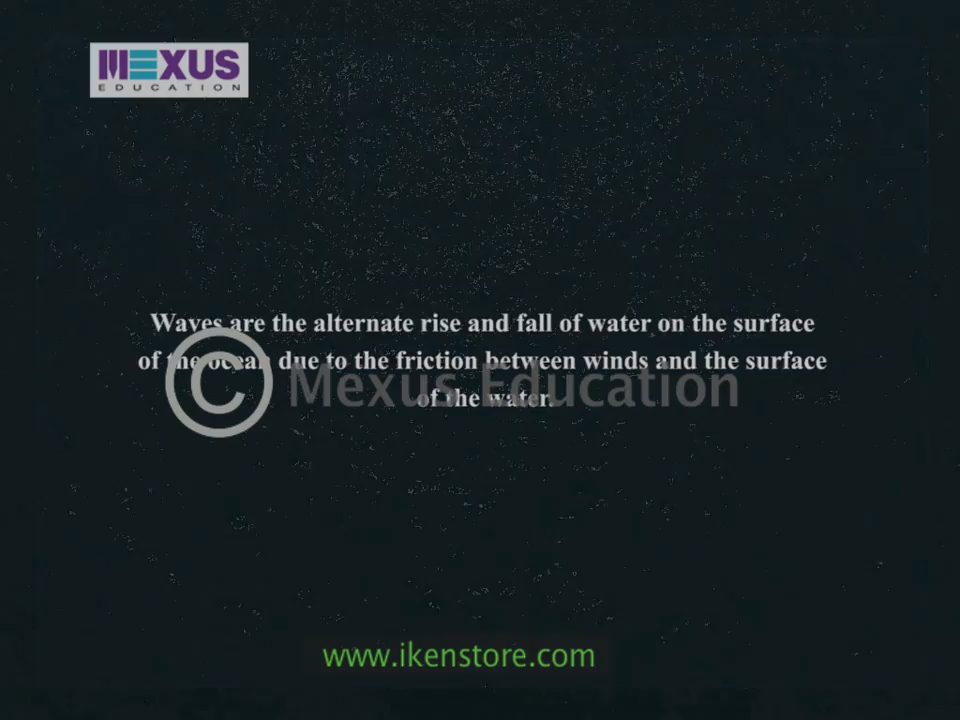 MEXUS
EDUCATION
Waves are the alternate rise and fall of water on the surface
of the ocean due to the friction between winds and the surface
of the water.
© Mexus Education
www.ikenstore.com